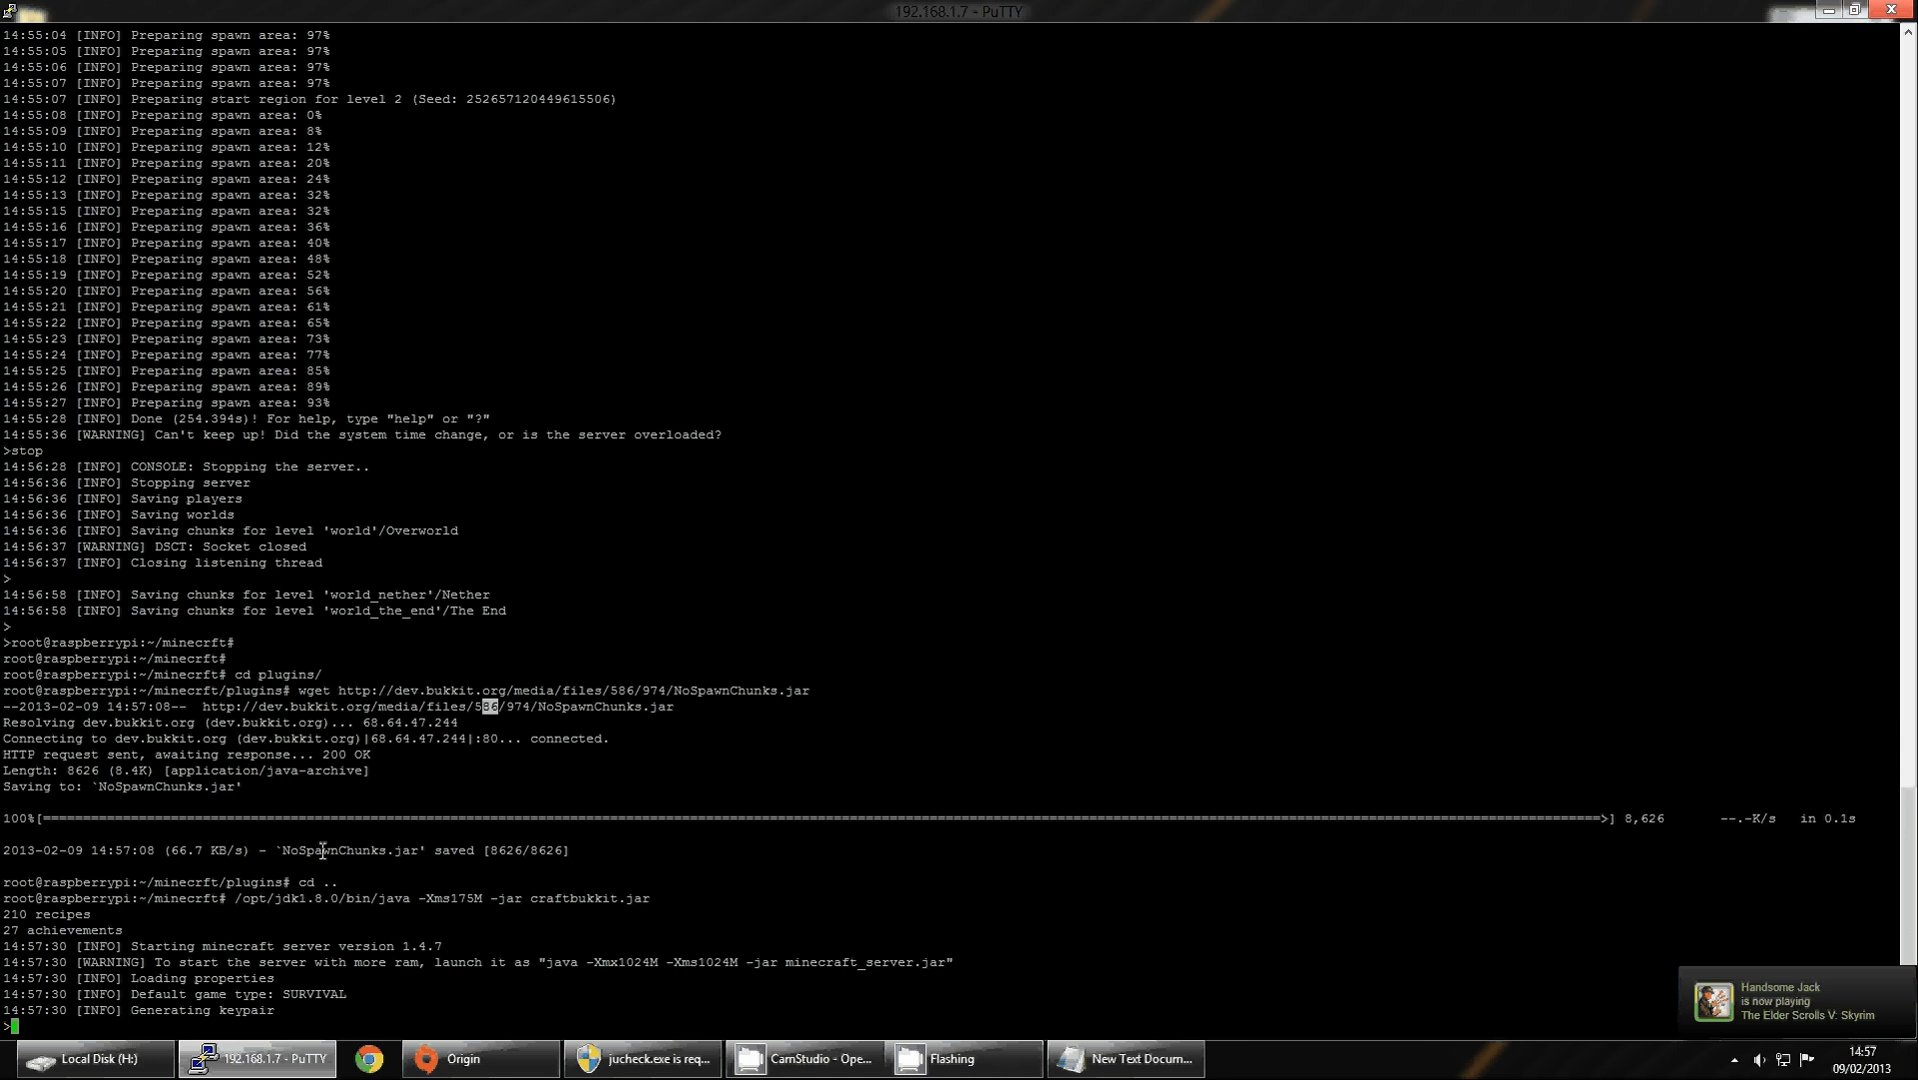 192.168.1.7 - PuTTY
14:55:04 [INFO] Preparing spawn area: 97%
14:55:05 [INFO] Preparing spawn area: 97%
14:55:06 [INFO] Preparing spawn area: 97%
14:55:07 [INFO] Preparing spawn area: 97%
14:55:07 [INFO] Preparing start region for level 2 (Seed: 252657120449615506)
14:55:08 [INFO] Preparing spawn area: 0%
14:55:09 [INFO] Preparing spawn area: 8%
14:55:10 [INFO] Preparing spawn area: 12%
14:55:11 [INFO] Preparing spawn area: 20%
14:55:12 [INFO] Preparing spawn area: 24%
14:55:13 [INFO] Preparing spawn area: 32%
14:55:15 [INFO] Preparing spawn area: 32%
14:55:16 [INFO] Preparing spawn area: 36%
14:55:17 [INFO] Preparing spawn area: 40%
14:55:18 [INFO] Preparing spawn area: 48%
14:55:19 [INFO] Preparing spawn area: 52%
14:55:20 [INFO] Preparing spawn area: 56%
14:55:21 [INFO] Preparing spawn area: 61%
14:55:22 [INFO] Preparing spawn area: 65%
14:55:23 [INFO] Preparing spawn area: 73%
14:55:24 [INFO] Preparing spawn area: 77%
14:55:25 [INFO] Preparing spawn area: 85%
14:55:26 [INFO] Preparing spawn area: 89%
14:55:27 [INFO] Preparing spawn area: 93%
14:55:28 [INFO] Done (254.394s)! For help, type "help" or "?"
14:55:36 [WARNING] Can't keep up! Did the system time change, or is the server overloaded?
>stop
14:56:28 [INFO] CONSOLE: Stopping the server..
14:56:36 [INFO] Stopping server
14:56:36 [INFO] Saving players
14:56:36 [INFO] Saving worlds
14:56:36 [INFO] Saving chunks for level 'world'/Overworld
14:56:37 [WARNING] DSCT: Socket closed
14:56:37 [INFO] Closing listening thread
>
14:56:58 [INFO] Saving chunks for level 'world_nether'/Nether
14:56:58 [INFO] Saving chunks for level 'world_the_end'/The End
>
>root@raspberrypi:~/minecrft#
root@raspberrypi:~/minecrft#
root@raspberrypi:~/minecrft# cd plugins/
root@raspberrypi:~/minecrft/plugins# wget http://dev.bukkit.org/media/files/586/974/NoSpawnChunks.jar
--2013-02-09 14:57:08--  http://dev.bukkit.org/media/files/586/974/NoSpawnChunks.jar
Resolving dev.bukkit.org (dev.bukkit.org)... 68.64.47.244
Connecting to dev.bukkit.org (dev.bukkit.org)|68.64.47.244|:80... connected.
HTTP request sent, awaiting response... 200 OK
Length: 8626 (8.4K) [application/java-archive]
Saving to: `NoSpawnChunks.jar'
100%[=====================================>] 8,626 --.-K/s in 0.1s
2013-02-09 14:57:08 (66.7 KB/s) - `NoSpawnChunks.jar' saved [8626/8626]
root@raspberrypi:~/minecrft/plugins# cd ..
root@raspberrypi:~/minecrft# /opt/jdk1.8.0/bin/java -Xms175M -jar craftbukkit.jar
210 recipes
27 achievements
14:57:30 [INFO] Starting minecraft server version 1.4.7
14:57:30 [WARNING] To start the server with more ram, launch it as "java -Xmx1024M -Xms1024M -jar minecraft_server.jar"
14:57:30 [INFO] Loading properties
14:57:30 [INFO] Default game type: SURVIVAL
14:57:30 [INFO] Generating keypair
>
Handsome Jack
is now playing
The Elder Scrolls V: Skyrim
Local Disk (H:)
192.168.1.7 - PuTTY
Origin
jucheck.exe is req...
CamStudio - Ope...
Flashing
New Text Docum...
14:57
09/02/2013